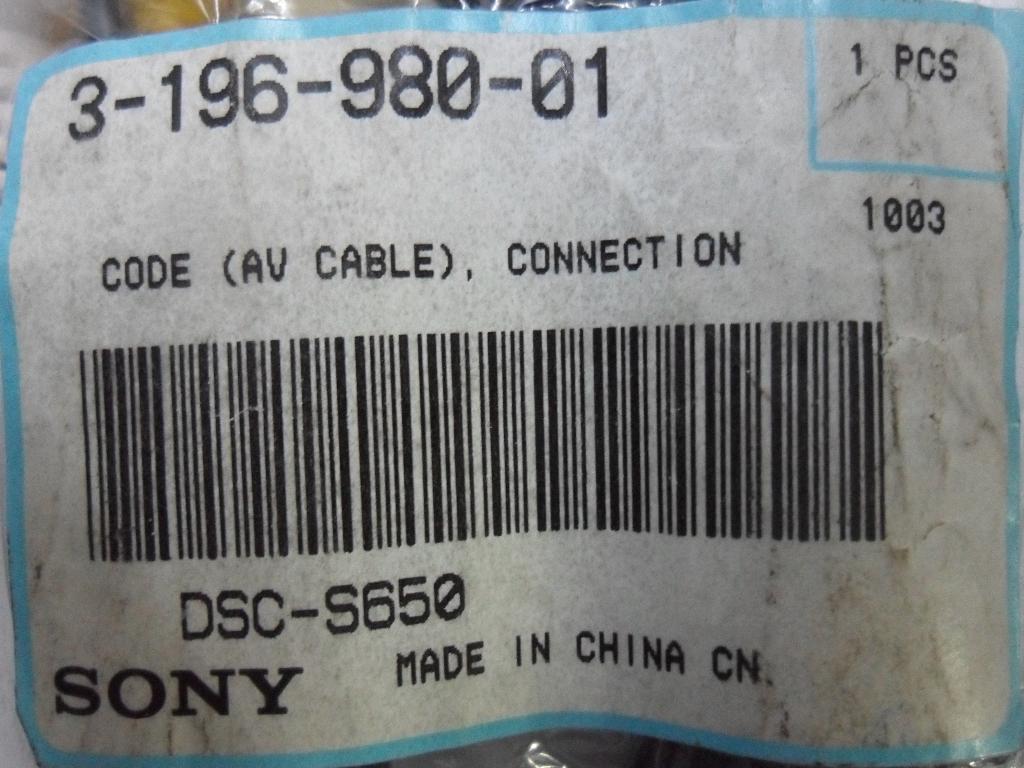 3-196-980-01
1 PCS
1003
CODE (AV CABLE), CONNECTION
DSC-S650
SONY
MADE IN CHINA CN.